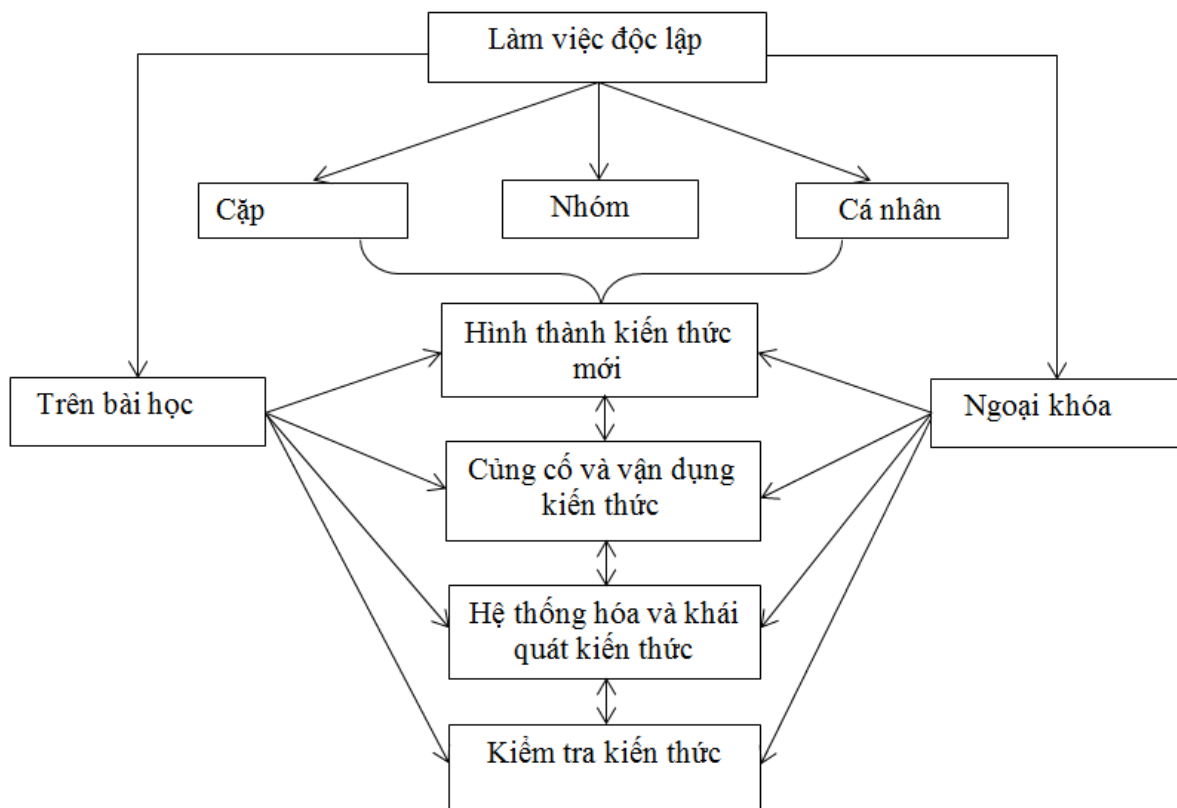 Làm việc độc lập
Cặp
Nhóm
Cá nhân
Hình thành kiến thức
mới
Trên bài học
Ngoại khóa
Củng cố và vận dụng
kiến thức
Hệ thống hóa và khái
quát kiến thức
Kiểm tra kiến thức